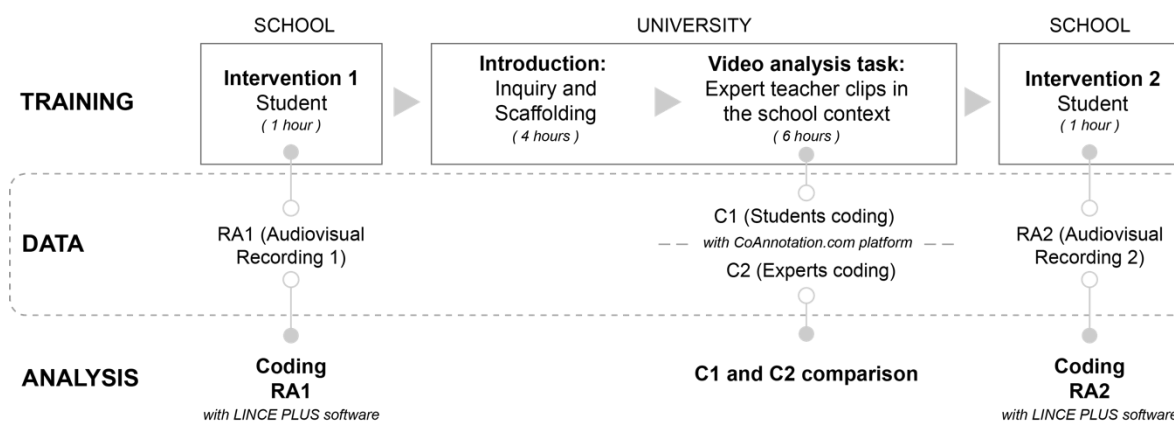 SCHOOL
UNIVERSITY
SCHOOL
TRAINING
Intervention 1
Student
( 1 hour )
Introduction:
Inquiry and
Scaffolding
( 4 hours )
Video analysis task:
Expert teacher clips in
the school context
( 6 hours )
Intervention 2
Student
( 1 hour )
DATA
RA1 (Audiovisual
Recording 1)
C1 (Students coding)
with CoAnnotation.com platform
C2 (Experts coding)
RA2 (Audiovisual
Recording 2)
ANALYSIS
Coding
RA1
with LINCE PLUS software
C1 and C2 comparison
Coding
RA2
with LINCE PLUS software